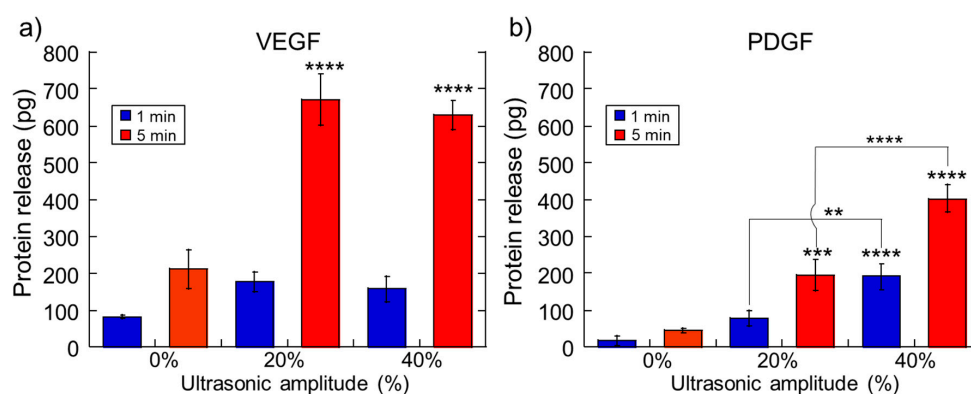 a)
VEGF
800
700
600
500
400
300
200
100
0
Protein release (pg)
1 min
5 min
****
****
0%
20%
40%
Ultrasonic amplitude (%)
b)
PDGF
800
700
600
500
400
300
200
100
0
Protein release (pg)
1 min
5 min
****
****
**
***
****
0%
20%
40%
Ultrasonic amplitude (%)